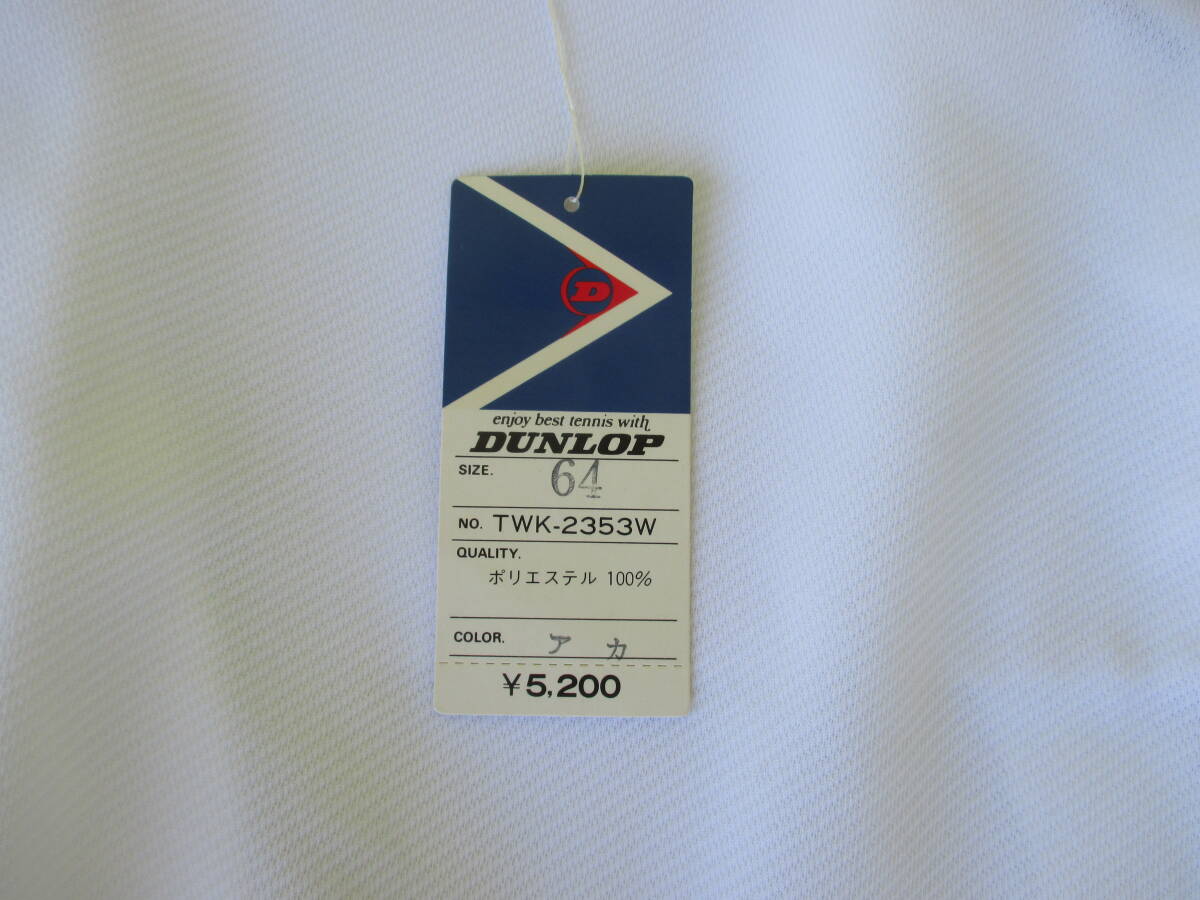 D
enjoy best tennis with
DUNLOP
SIZE. 64
NO. TWK-2353W
QUALITY.
ポリエステル 100%
COLOR. ア カ
¥5,200